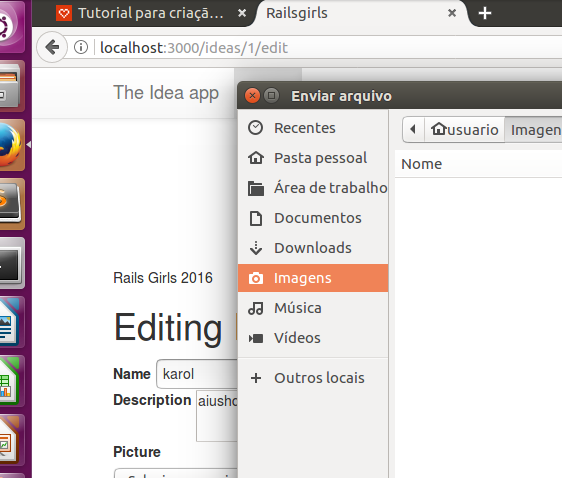 Tutorial para criaçã...
Railsgirls
localhost:3000/ideas/1/edit
The Idea app
Enviar arquivo
Recentes
Pasta pessoal
Área de trabalho
Documentos
Downloads
Imagens
Música
Vídeos
Outros locais
usuario
Imagen
Nome
Rails Girls 2016
Editing
Name
karol
Description
Picture